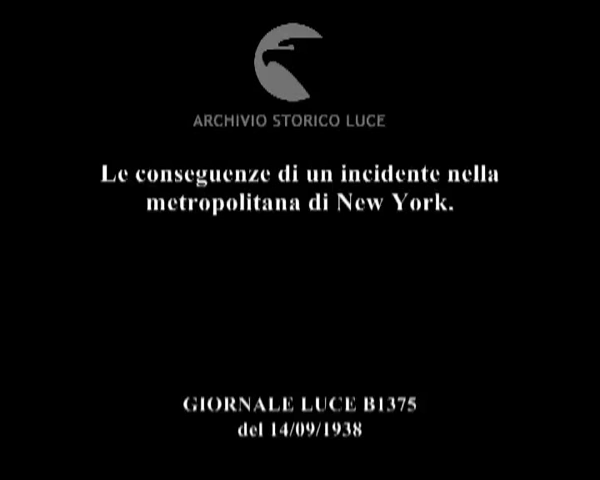 ARCHIVIO STORICO LUCE
Le conseguenze di un incidente nella
metropolitana di New York.
GIORNALE LUCE B1375
del 14/09/1938